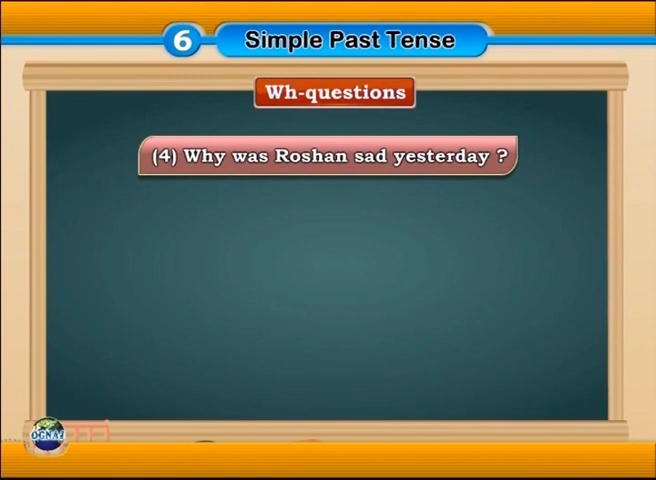 6 Simple Past Tense
Wh-questions
(4) Why was Roshan sad yesterday ?